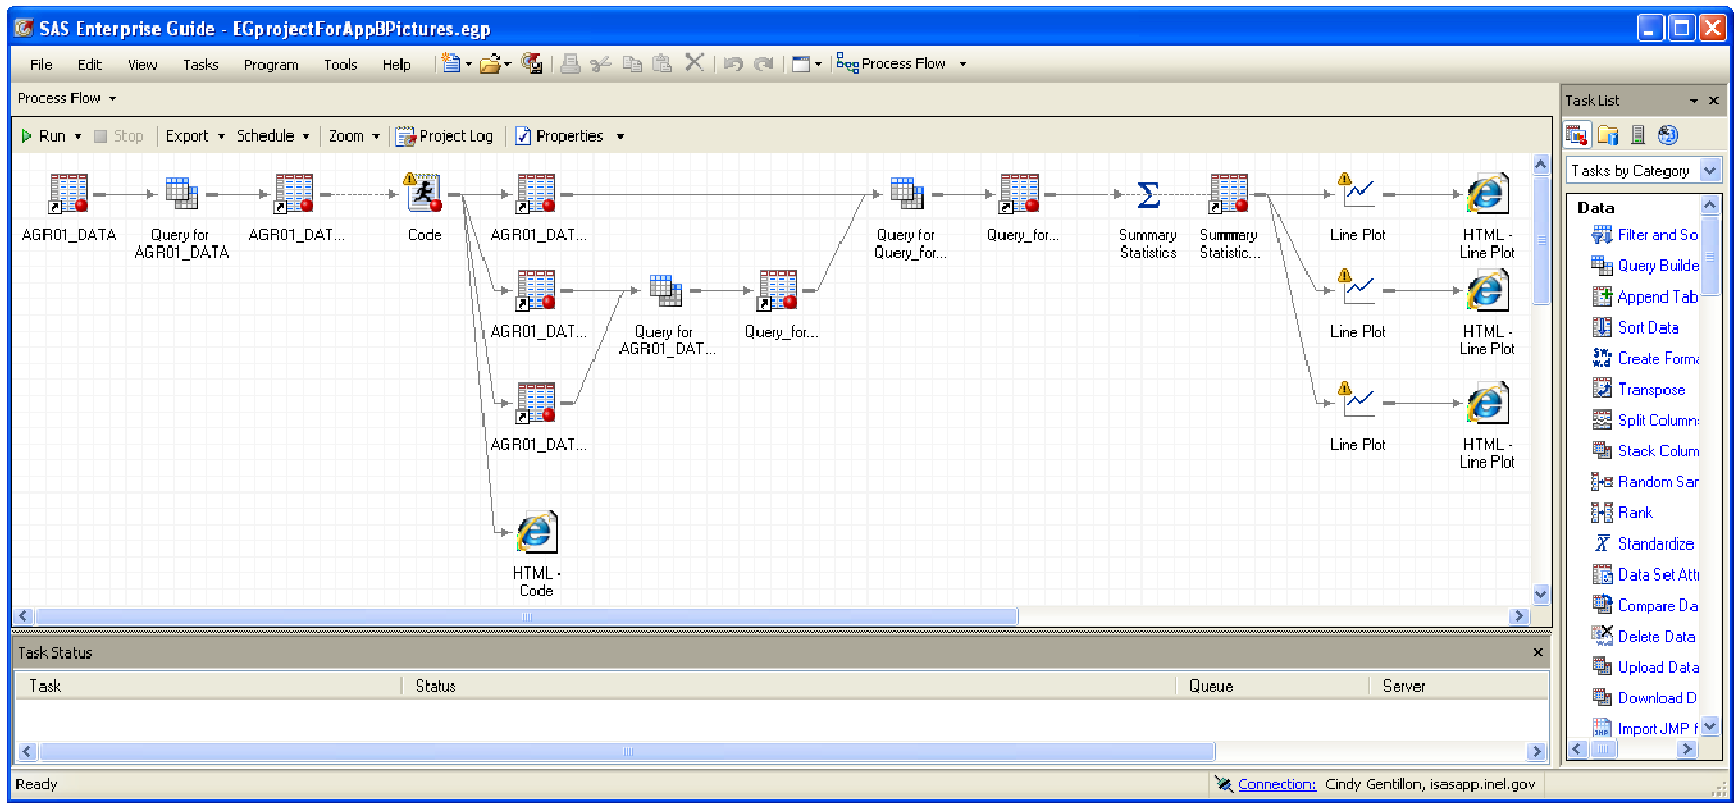 SAS Enterprise Guide - EGprojectForAppBPictures.egp
File Edit View Tasks Program Tools Help Process Flow
Process Flow
Run Stop Export Schedule Zoom Project Log Properties
AGR01_DATA
Query for
AGR01_DATA
AGR01_DAT...
Code
AGR01_DAT...
Query for
Query_for...
Query_for...
Summary
Statistics
Summary
Statistic...
Line Plot
HTML -
Line Plot
AGR01_DAT...
Query for
AGR01_DAT...
Query_for...
Line Plot
HTML -
Line Plot
AGR01_DAT...
Line Plot
HTML -
Line Plot
HTML -
Code
Task List
Tasks by Category
Data
Filter and So
Query Builde
Append Tab
Sort Data
Create Forma
Transpose
Split Column
Stack Colum
Random Sar
Rank
Standardize
Data Set Att
Compare Da
Delete Data
Upload Data
Download D
Import JMP f
Task Status
Task Status Queue Server
Ready
Connection: Cindy Gentillon, isasapp.inel.gov